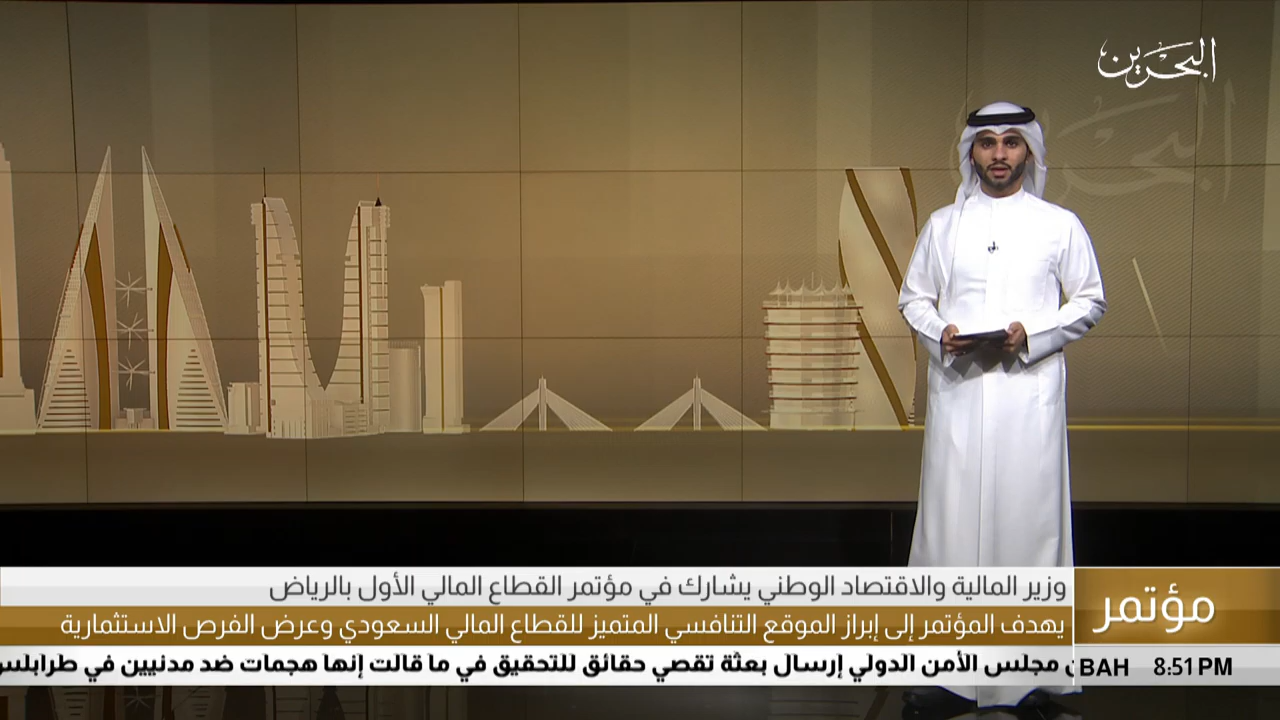 البحرين
وزير المالية والاقتصاد الوطني يشارك في مؤتمر القطاع المالي الأول بالرياض
مؤتمر
يهدف المؤتمر إلى إبراز الموقع التنافسي المتميز للقطاع المالي السعودي وعرض الفرص الاستثمارية
مجلس الأمن الدولي إرسال بعثة تقصي حقائق للتحقيق في ما قالت إنها هجمات ضد مدنيين في
BAH 8:51 PM